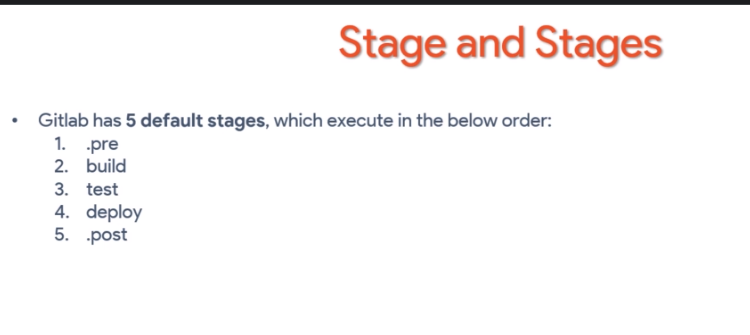 Stage and Stages
• Gitlab has 5 default stages, which execute in the below order:
1. .pre
2. build
3. test
4. deploy
5. .post